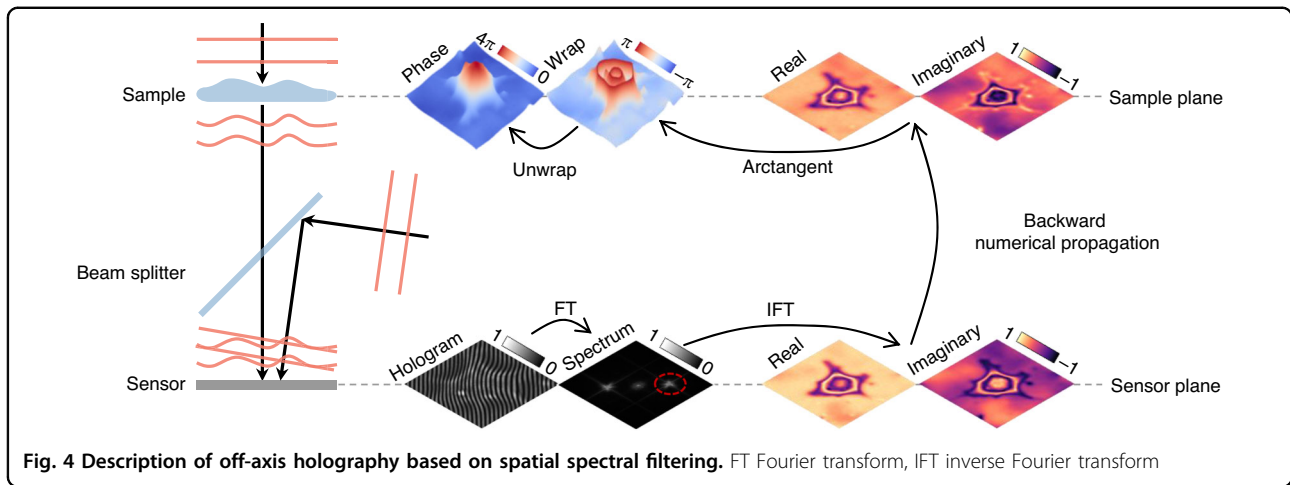 4π
0
Phase
π
−π
Wrap
Real
1
−1
Imaginary
Sample
Sample plane
Unwrap
Arctangent
Backward
numerical propagation
Beam splitter
FT
IFT
1
0
Hologram
1
0
Spectrum
Real
1
−1
Imaginary
Sensor
Sensor plane
Fig. 4 Description of off-axis holography based on spatial spectral filtering. FT Fourier transform, IFT inverse Fourier transform